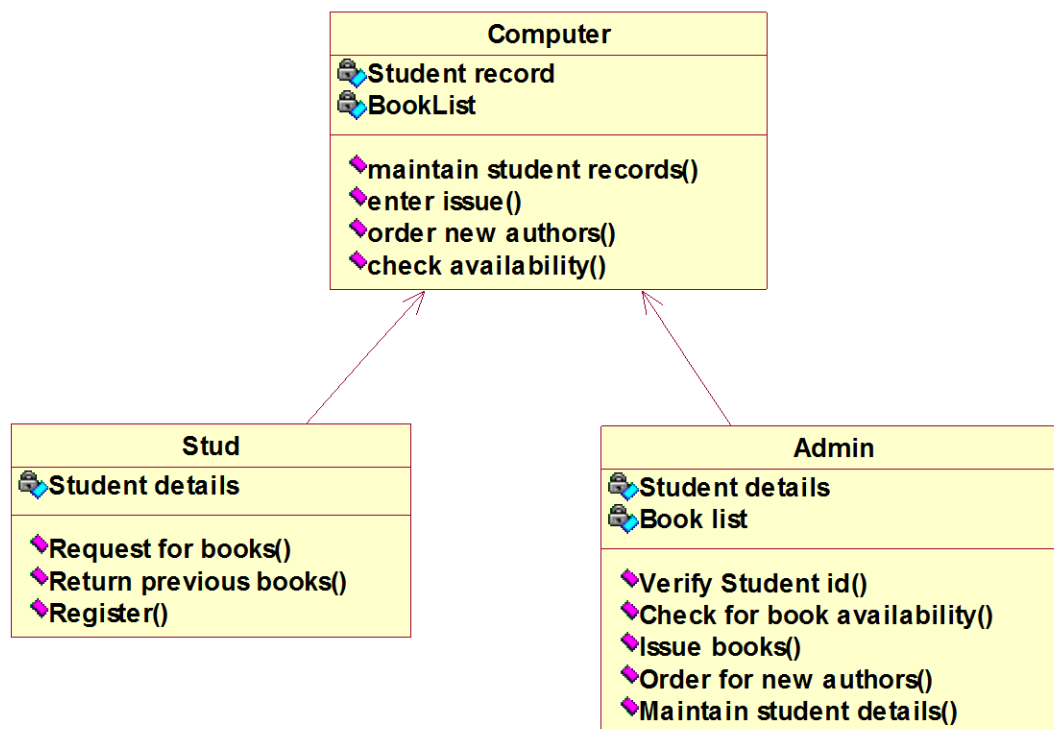 Computer
Student record
BookList
maintain student records()
enter issue()
order new authors()
check availability()
Stud
Student details
Request for books()
Return previous books()
Register()
Admin
Student details
Book list
Verify Student id()
Check for book availability()
Issue books()
Order for new authors()
Maintain student details()